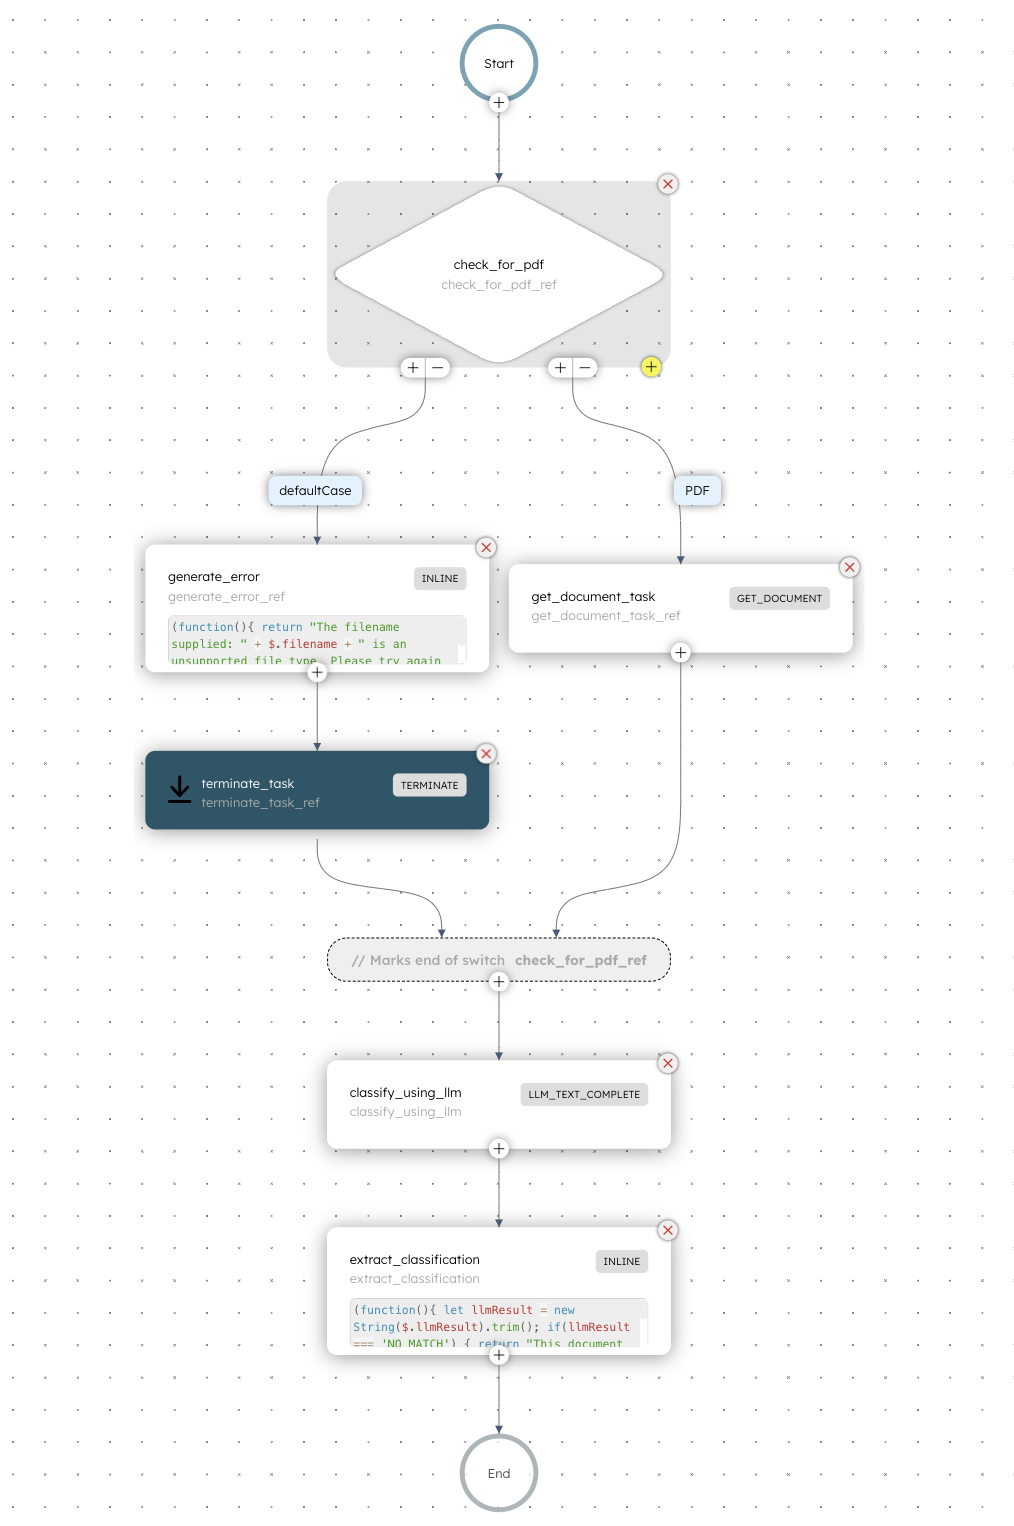 Start
check_for_pdf
check_for_pdf_ref
defaultCase
PDF
generate_error
INLINE
generate_error_ref
(function(){ return "The filename
supplied: " + $.filename + " is an
unsupported file type. Please try again
get_document_task
GET_DOCUMENT
get_document_task_ref
terminate_task
TERMINATE
terminate_task_ref
// Marks end of switch check_for_pdf_ref
classify_using_llm
LLM_TEXT_COMPLETE
classify_using_llm
extract_classification
INLINE
extract_classification
(function(){ let llmResult = new
String($.llmResult).trim(); if(llmResult
=== 'NO MATCH') { return "This document
End